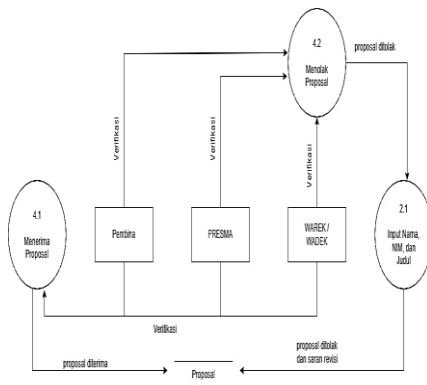 4.2
Menolak
Proposal
proposal ditolak
Verifikasi
Verifikasi
Verifikasi
4.1
Menerima
Proposal
Pembina
PRESMA
WAREK /
WADEK
2.1
Input Nama,
NIM, dan
Judul
Verifikasi
proposal diterima
Proposal
proposal ditolak
dan saran revisi